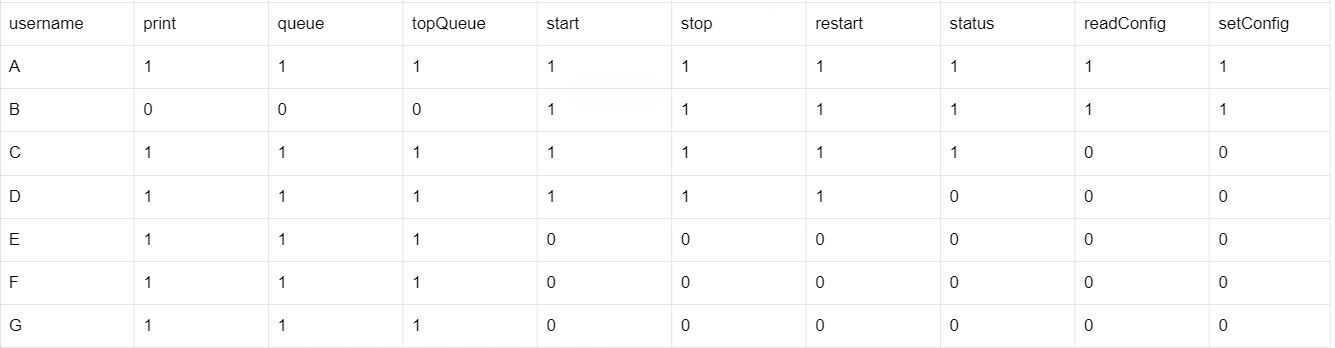 username print queue topQueue start stop restart status readConfig setConfig
A 1 1 1 1 1 1 1 1 1
B 0 0 0 1 1 1 1 1 1
C 1 1 1 1 1 1 1 0 0
D 1 1 1 1 1 1 0 0 0
E 1 1 1 0 0 0 0 0 0
F 1 1 1 0 0 0 0 0 0
G 1 1 1 0 0 0 0 0 0